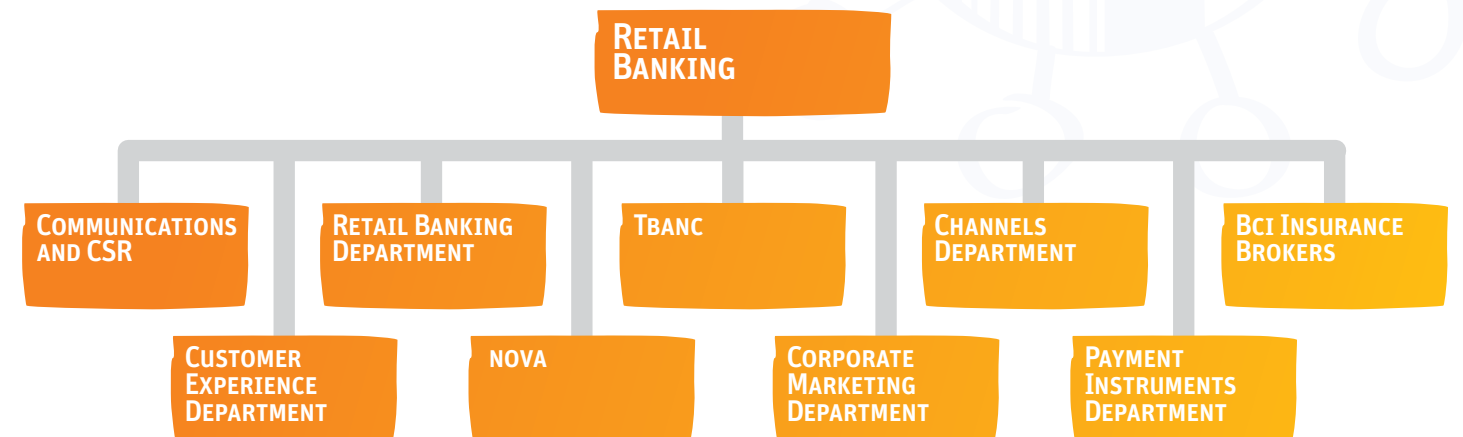 Retail
Banking
Communications
and CSR
Retail Banking
Department
Tbanc
Channels
Department
Bci Insurance
Brokers
Customer
Experience
Department
nova
Corporate
Marketing
Department
Payment
Instruments
Department